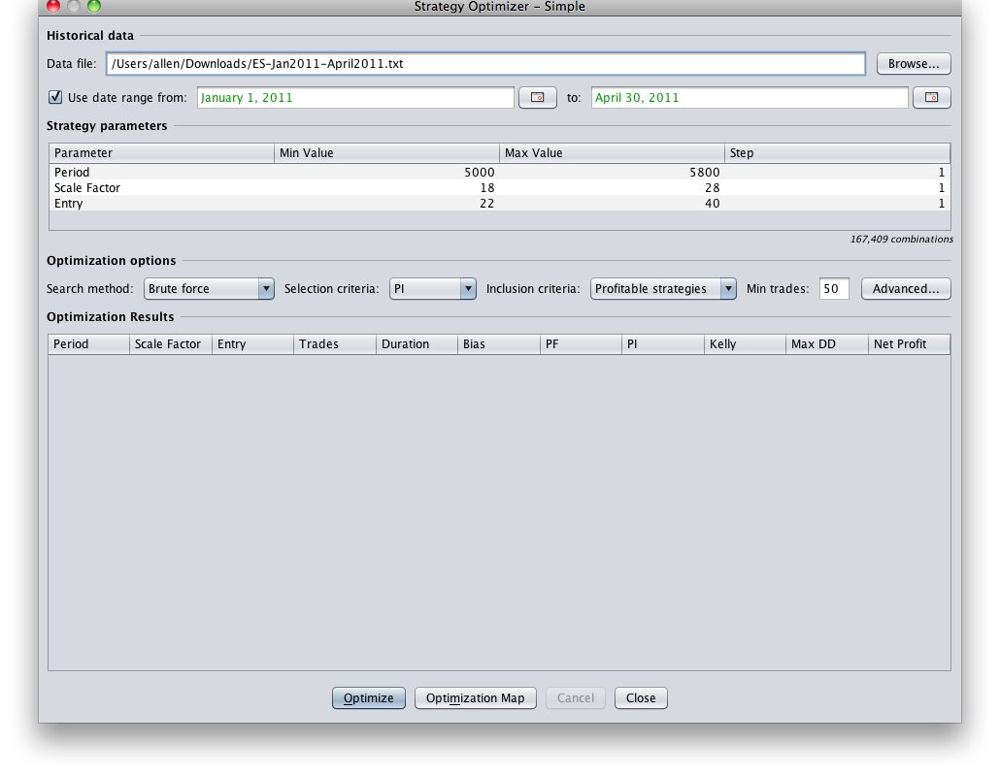 Strategy Optimizer – Simple
Historical data
Data file: /Users/allen/Downloads/ES-Jan2011-April2011.txt Browse...
Use date range from: January 1, 2011 to: April 30, 2011
Strategy parameters
Parameter Min Value Max Value Step
Period 5000 5800 1
Scale Factor 18 28 1
Entry 22 40 1
167,409 combinations
Optimization options
Search method: Brute force Selection criteria: PI Inclusion criteria: Profitable strategies Min trades: 50 Advanced...
Optimization Results
Period Scale Factor Entry Trades Duration Bias PF PI Kelly Max DD Net Profit
Optimize Optimization Map Cancel Close